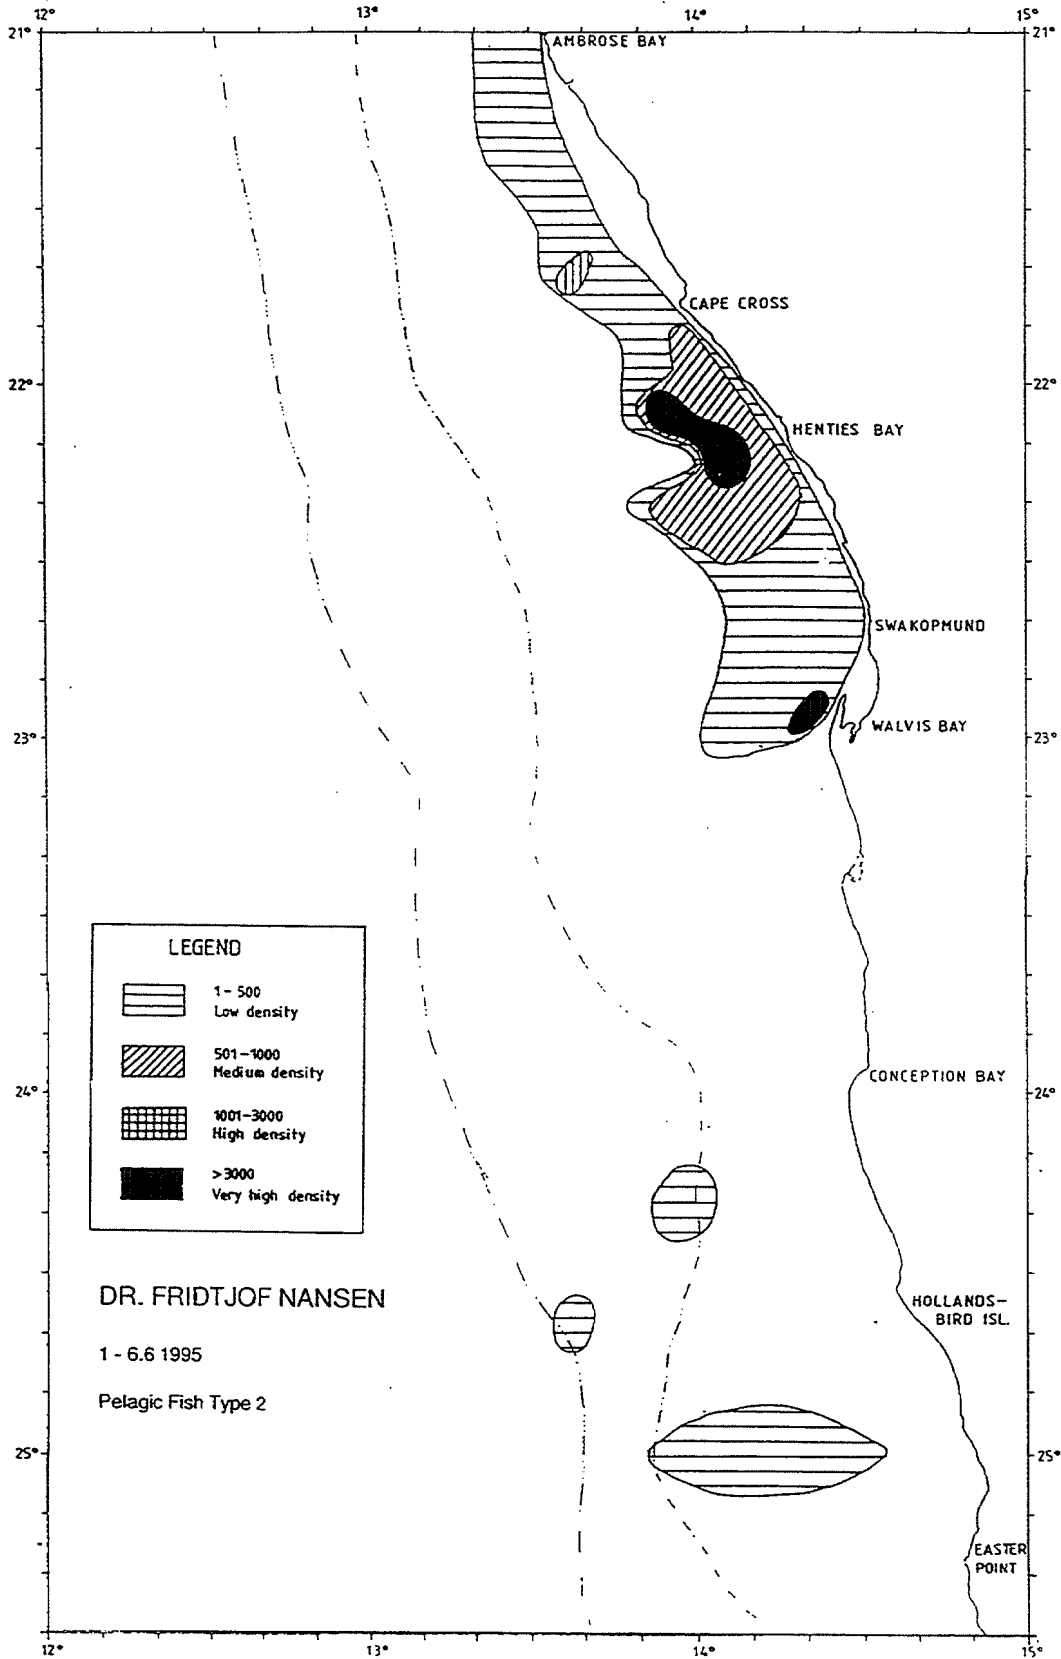 12° 13° 14° 15°
21° AMBROSE BAY 21°
CAPE CROSS
22° 22°
HENTIES BAY
SWAKOPMUND
WALVIS BAY
23° 23°
LEGEND
1-500
Low density
501-1000
Medium density
1001-3000
High density
>3000
Very high density
CONCEPTION BAY
24° 24°
DR. FRIDTJOF NANSEN
HOLLANDS-
BIRD ISL.
1 - 6.6 1995
Pelagic Fish Type 2
25° 25°
EASTER
POINT
12° 13° 14° 15°